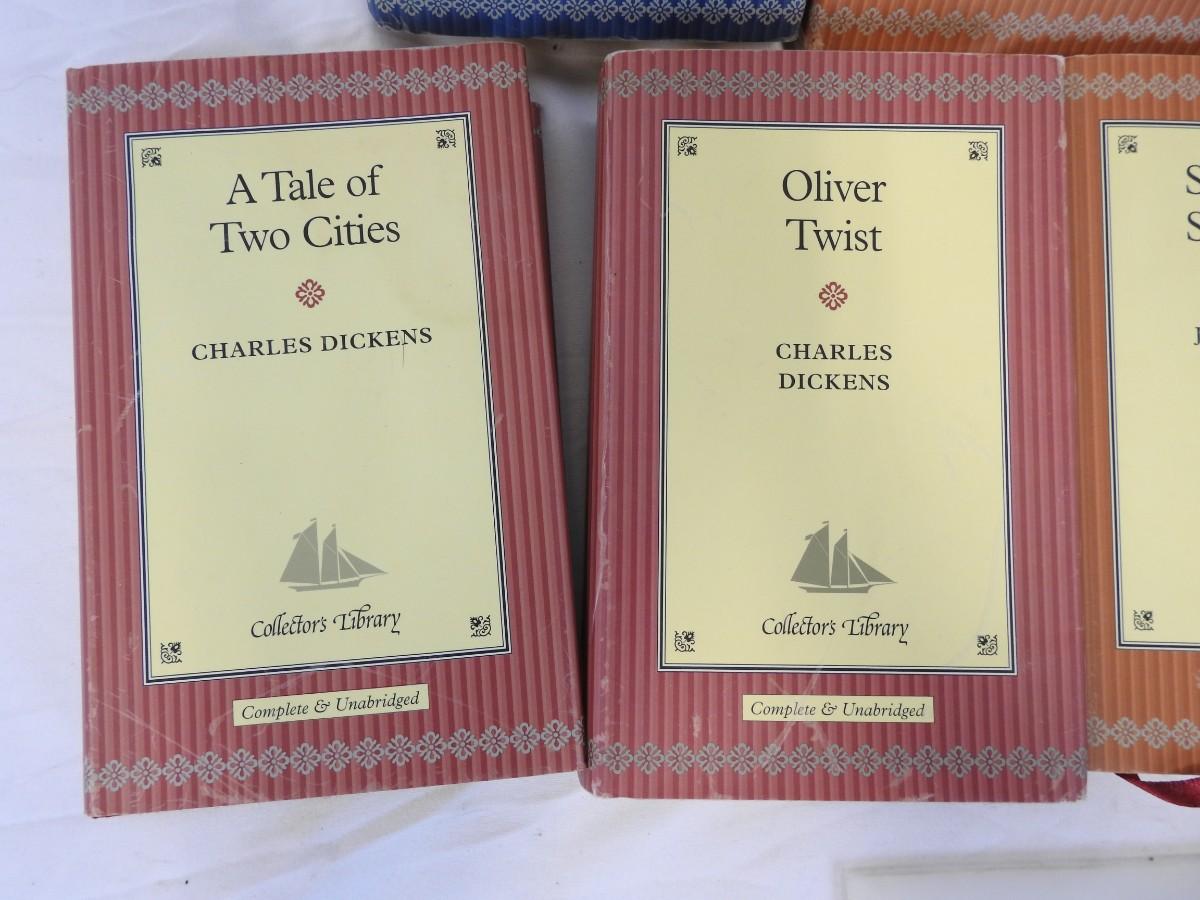 A Tale of
Two Cities
CHARLES DICKENS
Collector's Library
Complete & Unabridged
Oliver
Twist
CHARLES
DICKENS
Collector's Library
Complete & Unabridged